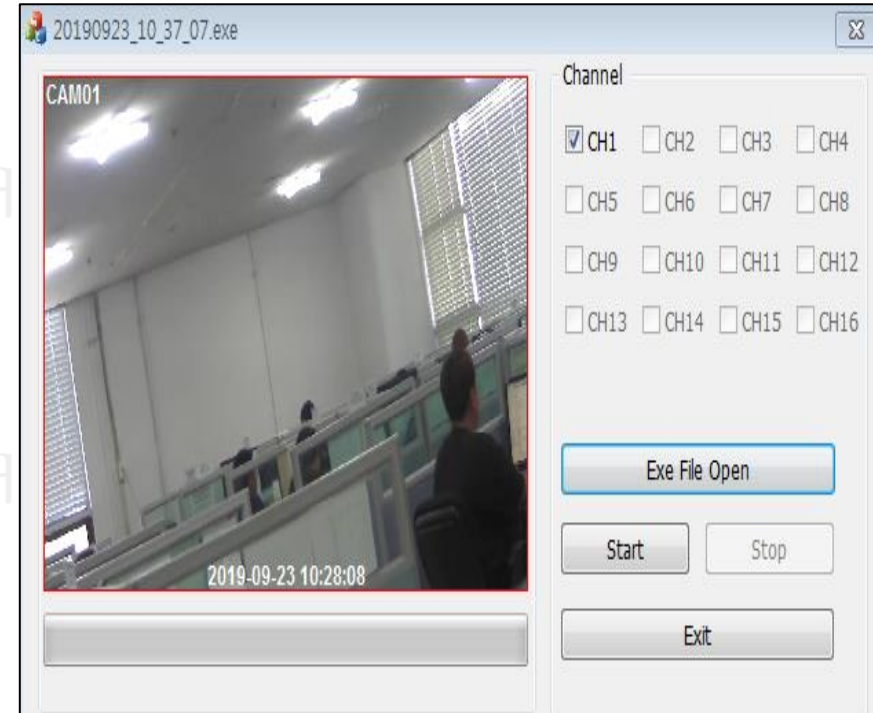 20190923_10_37_07.exe
CAM01
2019-09-23 10:28:08
Channel
CH1 CH2 CH3 CH4
CH5 CH6 CH7 CH8
CH9 CH10 CH11 CH12
CH13 CH14 CH15 CH16
Exe File Open
Start Stop
Exit